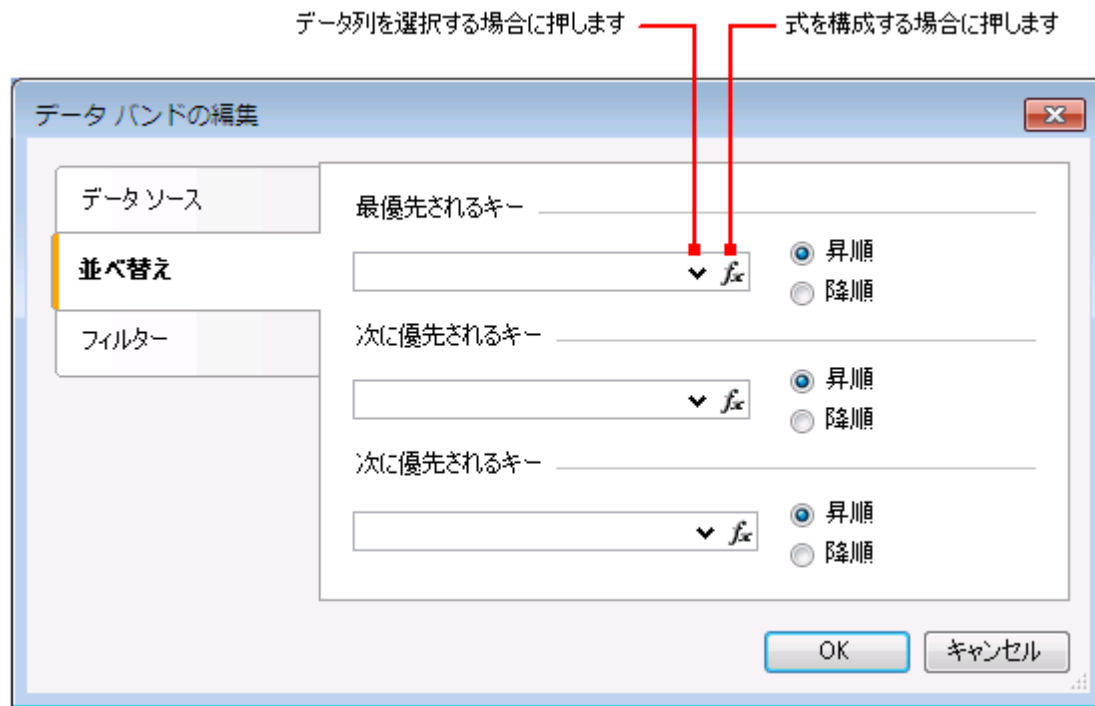 データ列を選択する場合に押します 式を構成する場合に押します
データ バンドの編集
データ ソース
並べ替え
フィルター
最優先されるキー
fx
昇順
降順
次に優先されるキー
fx
昇順
降順
次に優先されるキー
fx
昇順
降順
OK キャンセル